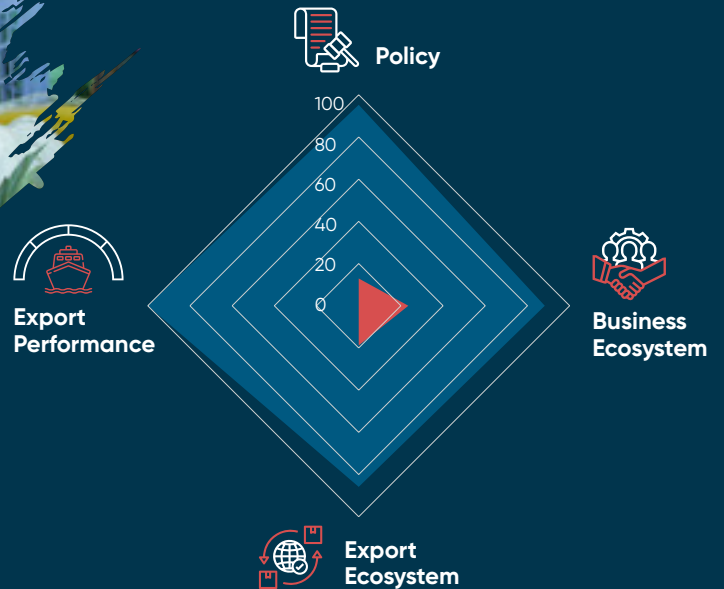 Policy
100
80
60
40
20
0
Export
Performance
Business
Ecosystem
Export
Ecosystem